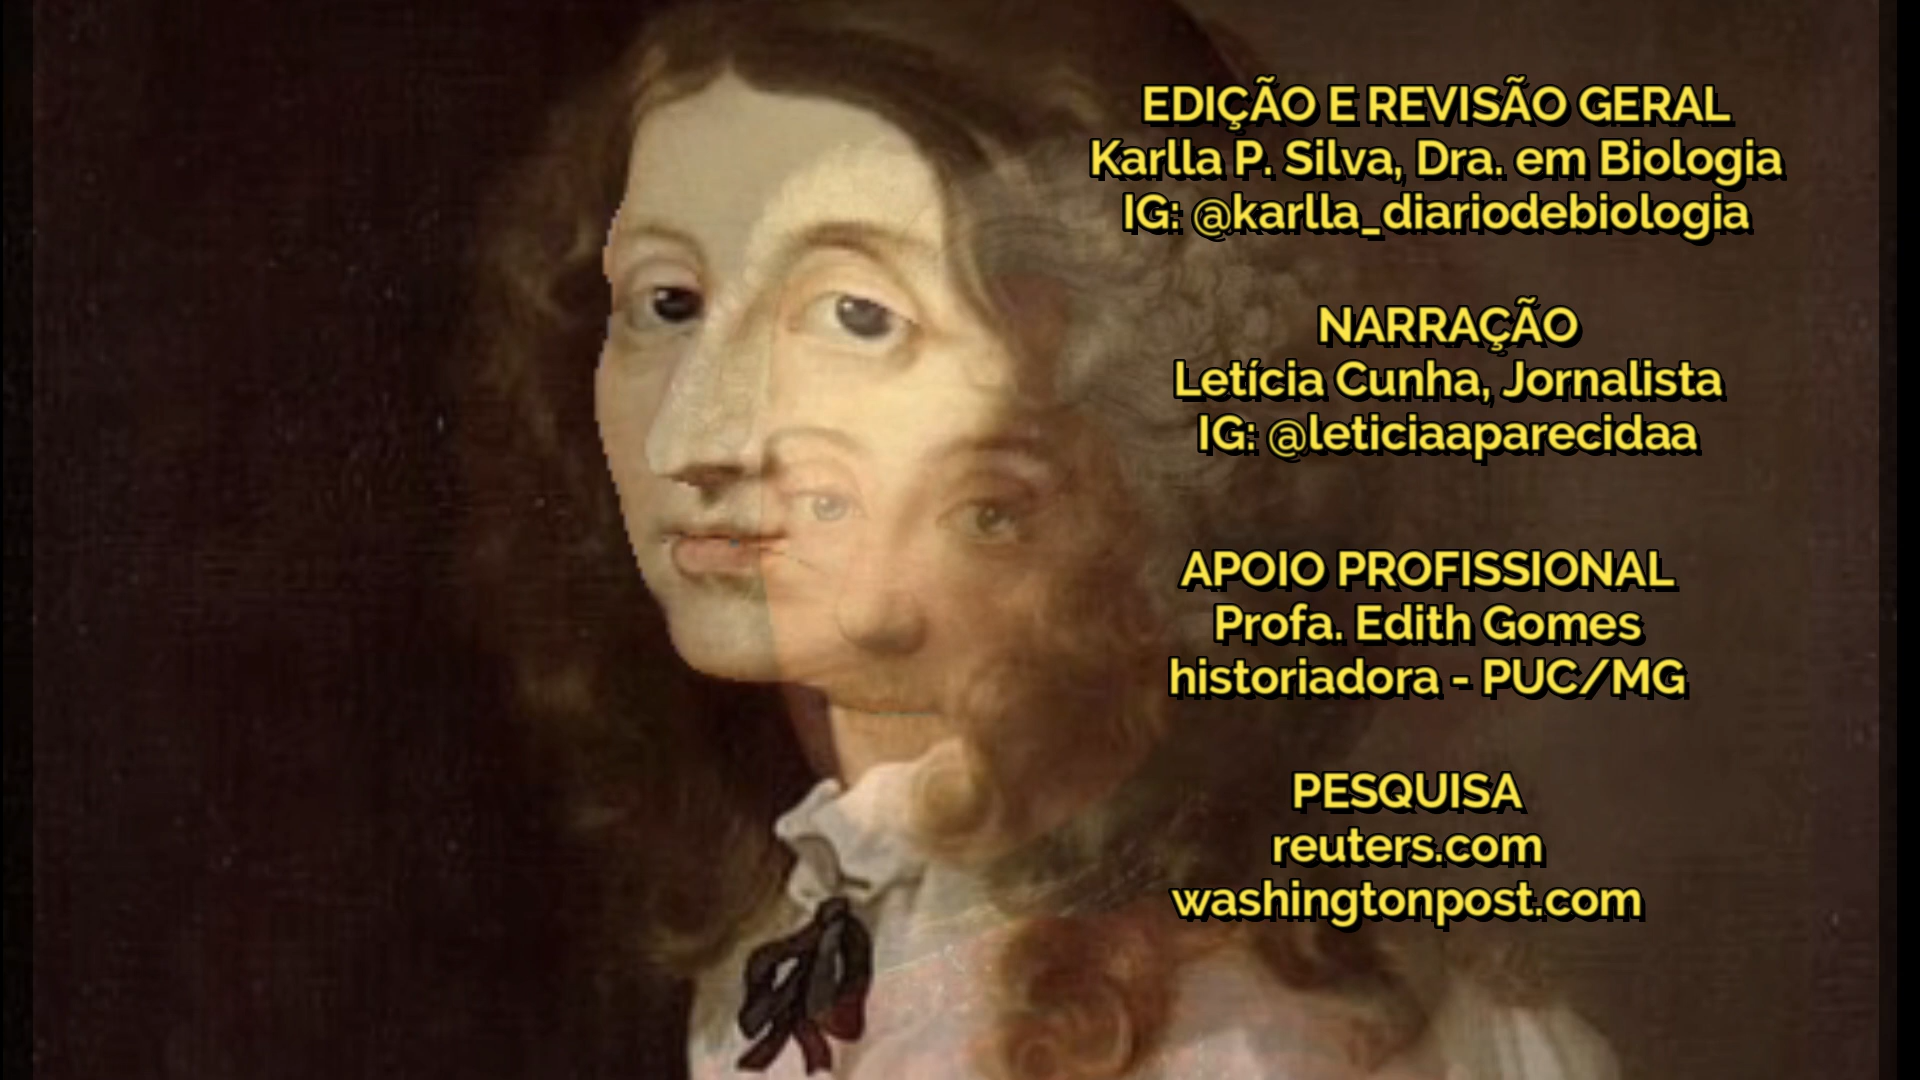 EDIÇÃO E REVISÃO GERAL
Karlla P. Silva, Dra. em Biologia
IG: @karlla_diariodebiologia
NARRAÇÃO
Letícia Cunha, Jornalista
IG: @leticiaaparecidaa
APOIO PROFISSIONAL
Profa. Edith Gomes
historiadora - PUC/MG
PESQUISA
reuters.com
washingtonpost.com